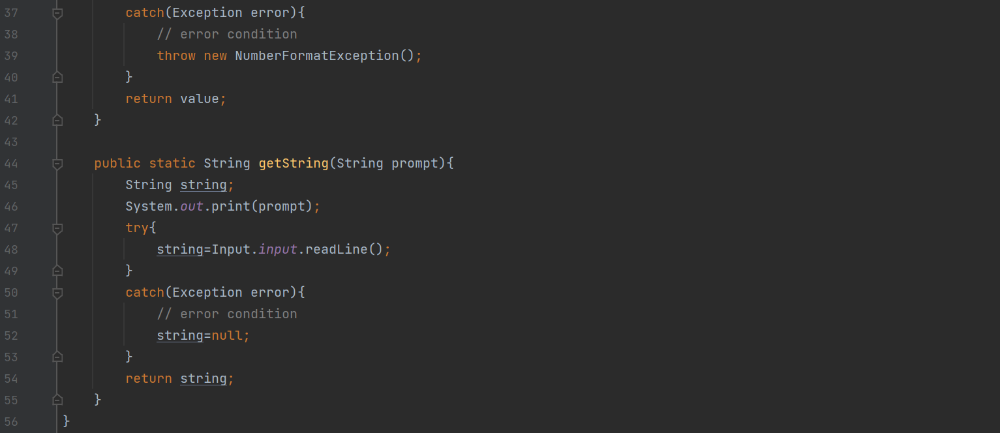 37 catch(Exception error){
38 // error condition
39 throw new NumberFormatException();
40 }
41 return value;
42 }
43
44 public static String getString(String prompt){
45 String string;
46 System.out.print(prompt);
47 try{
48 string=Input.input.readLine();
49 }
50 catch(Exception error){
51 // error condition
52 string=null;
53 }
54 return string;
55 }
56 }